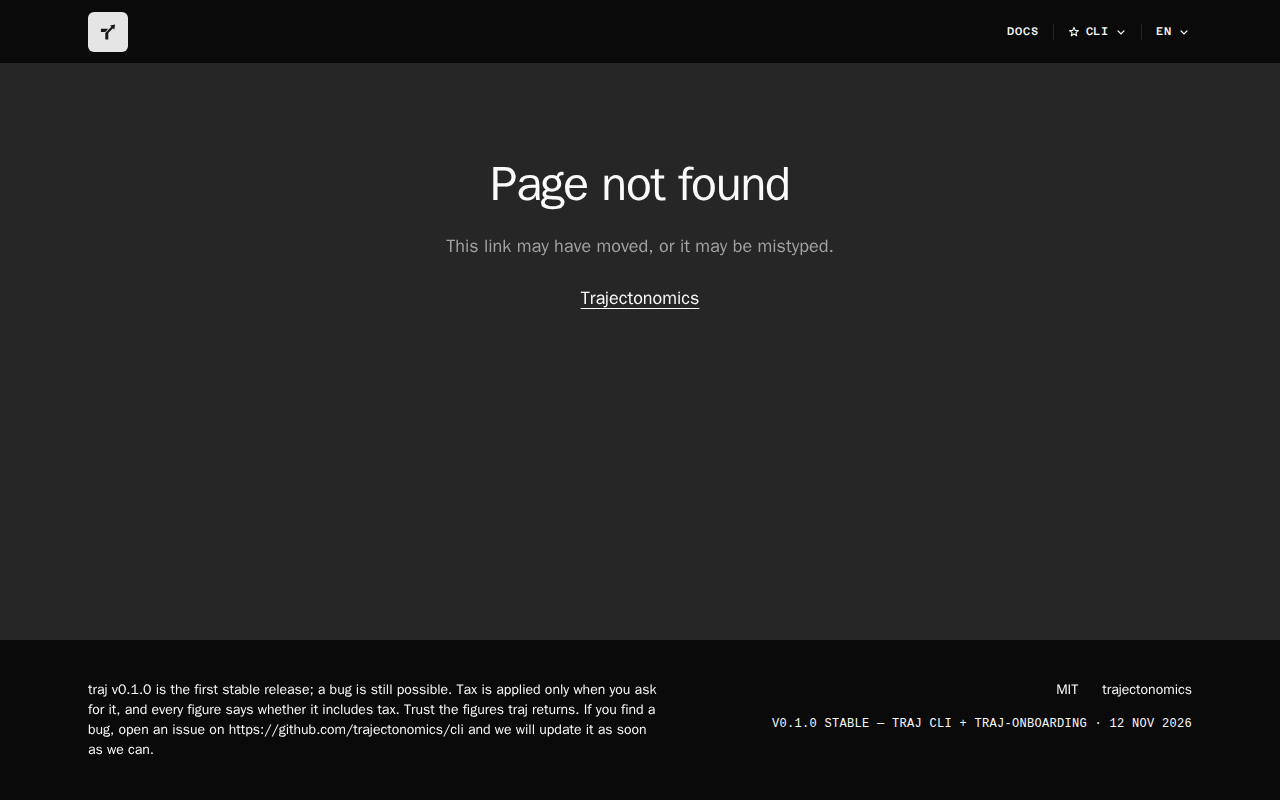 DOCS
CLI
EN
Page not found
This link may have moved, or it may be mistyped.
Trajectonomics
traj v0.1.0 is the first stable release; a bug is still possible. Tax is applied only when you ask
for it, and every figure says whether it includes tax. Trust the figures traj returns. If you find a
bug, open an issue on https://github.com/trajectonomics/cli and we will update it as soon
as we can.
MIT trajectonomics
V0.1.0 STABLE — TRAJ CLI + TRAJ-ONBOARDING · 12 NOV 2026